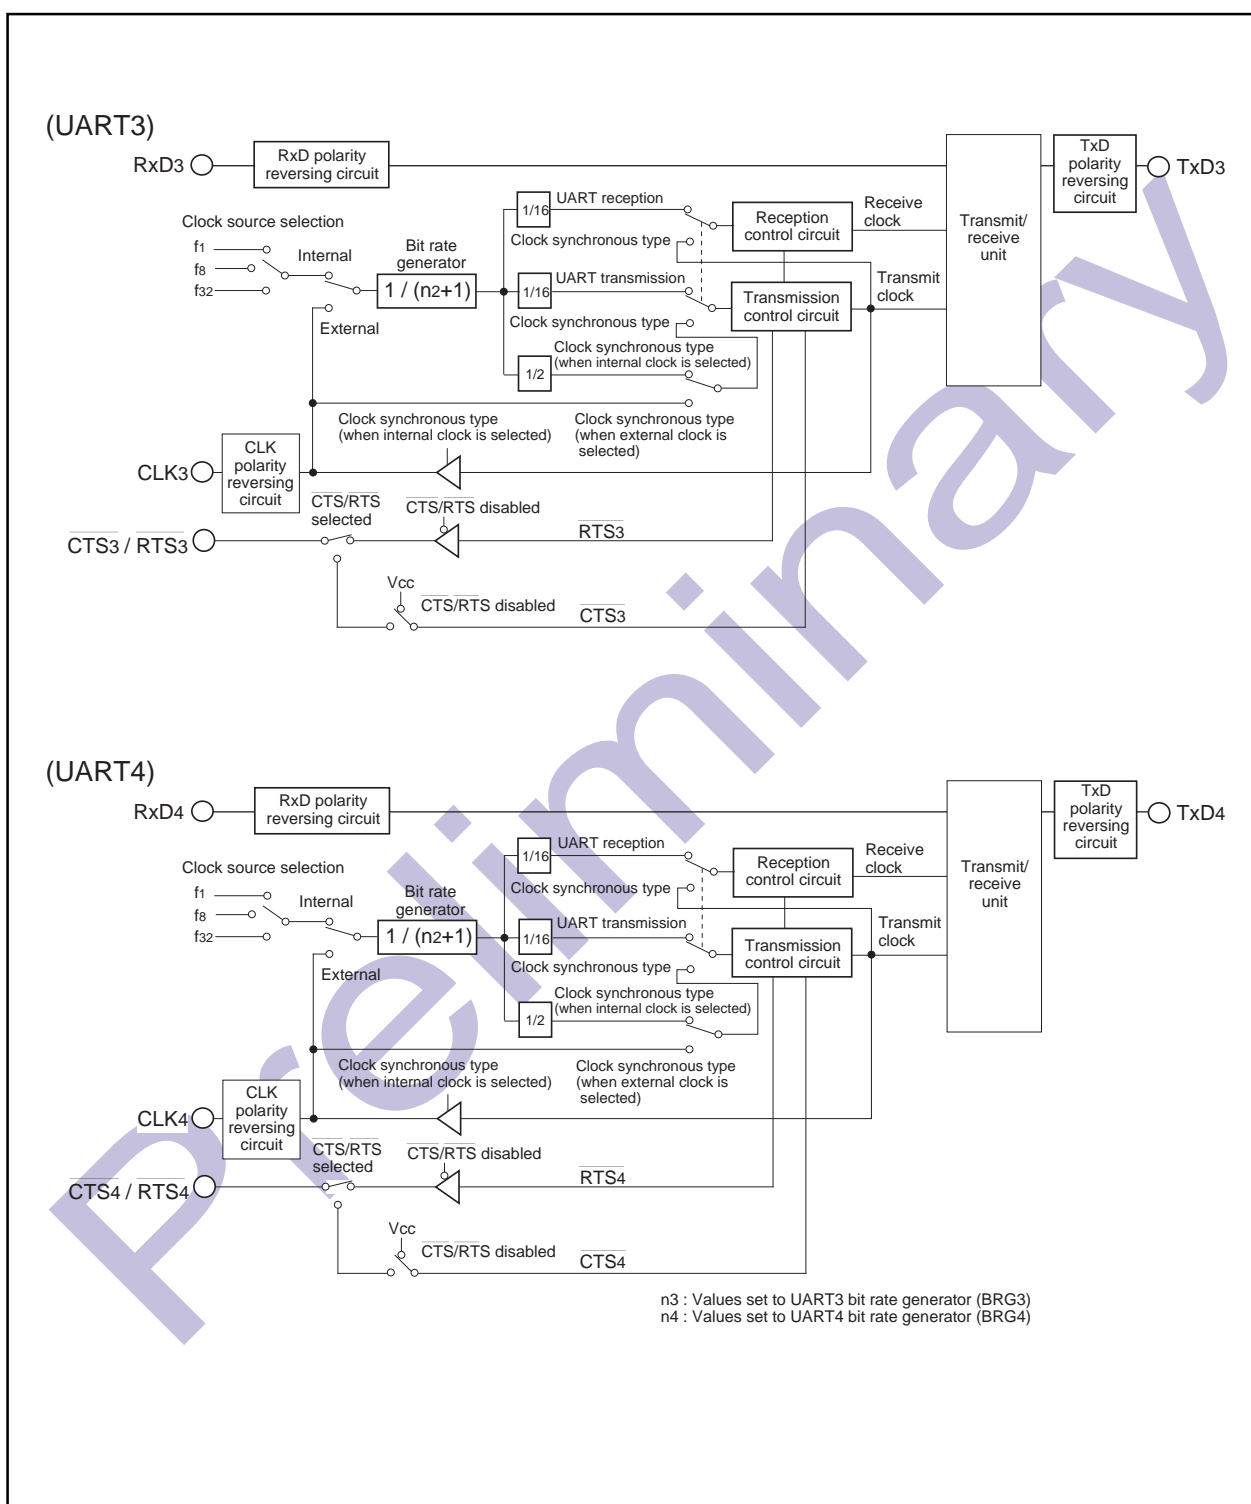 (UART3)
RxD3
RxD polarity
reversing circuit
TxD
polarity
reversing
circuit
TxD3
Clock source selection
f1
f8
f32
Internal
External
Bit rate
generator
1 / (n2+1)
1/16
UART reception
Clock synchronous type
1/16
UART transmission
Clock synchronous type
1/2
Clock synchronous type
(when internal clock is selected)
Reception
control circuit
Receive
clock
Transmission
control circuit
Transmit
clock
Transmit/
receive
unit
Clock synchronous type
(when internal clock is selected)
Clock synchronous type
(when external clock is
selected)
CLK3
CLK
polarity
reversing
circuit
CTS/RTS
selected
CTS/RTS disabled
RTS3
CTS3 / RTS3
Vcc
CTS/RTS disabled
CTS3
(UART4)
RxD4
RxD polarity
reversing circuit
TxD
polarity
reversing
circuit
TxD4
Clock source selection
f1
f8
f32
Internal
External
Bit rate
generator
1 / (n2+1)
1/16
UART reception
Clock synchronous type
1/16
UART transmission
Clock synchronous type
1/2
Clock synchronous type
(when internal clock is selected)
Reception
control circuit
Receive
clock
Transmission
control circuit
Transmit
clock
Transmit/
receive
unit
Clock synchronous type
(when internal clock is selected)
Clock synchronous type
(when external clock is
selected)
CLK4
CLK
polarity
reversing
circuit
CTS/RTS
selected
CTS/RTS disabled
RTS4
CTS4 / RTS4
Vcc
CTS/RTS disabled
CTS4
n3 : Values set to UART3 bit rate generator (BRG3)
n4 : Values set to UART4 bit rate generator (BRG4)
Preliminary